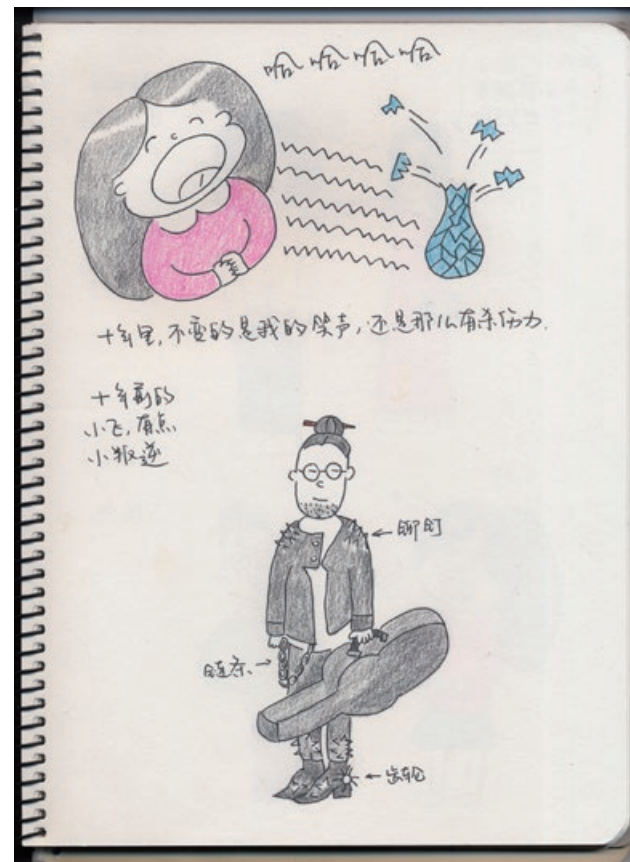 哈哈哈哈
十年里,不变的是我的笑声,还是那么有杀伤力.
十年前的
小飞,有点
小叛逆
←铆钉
链条→
←齿轮